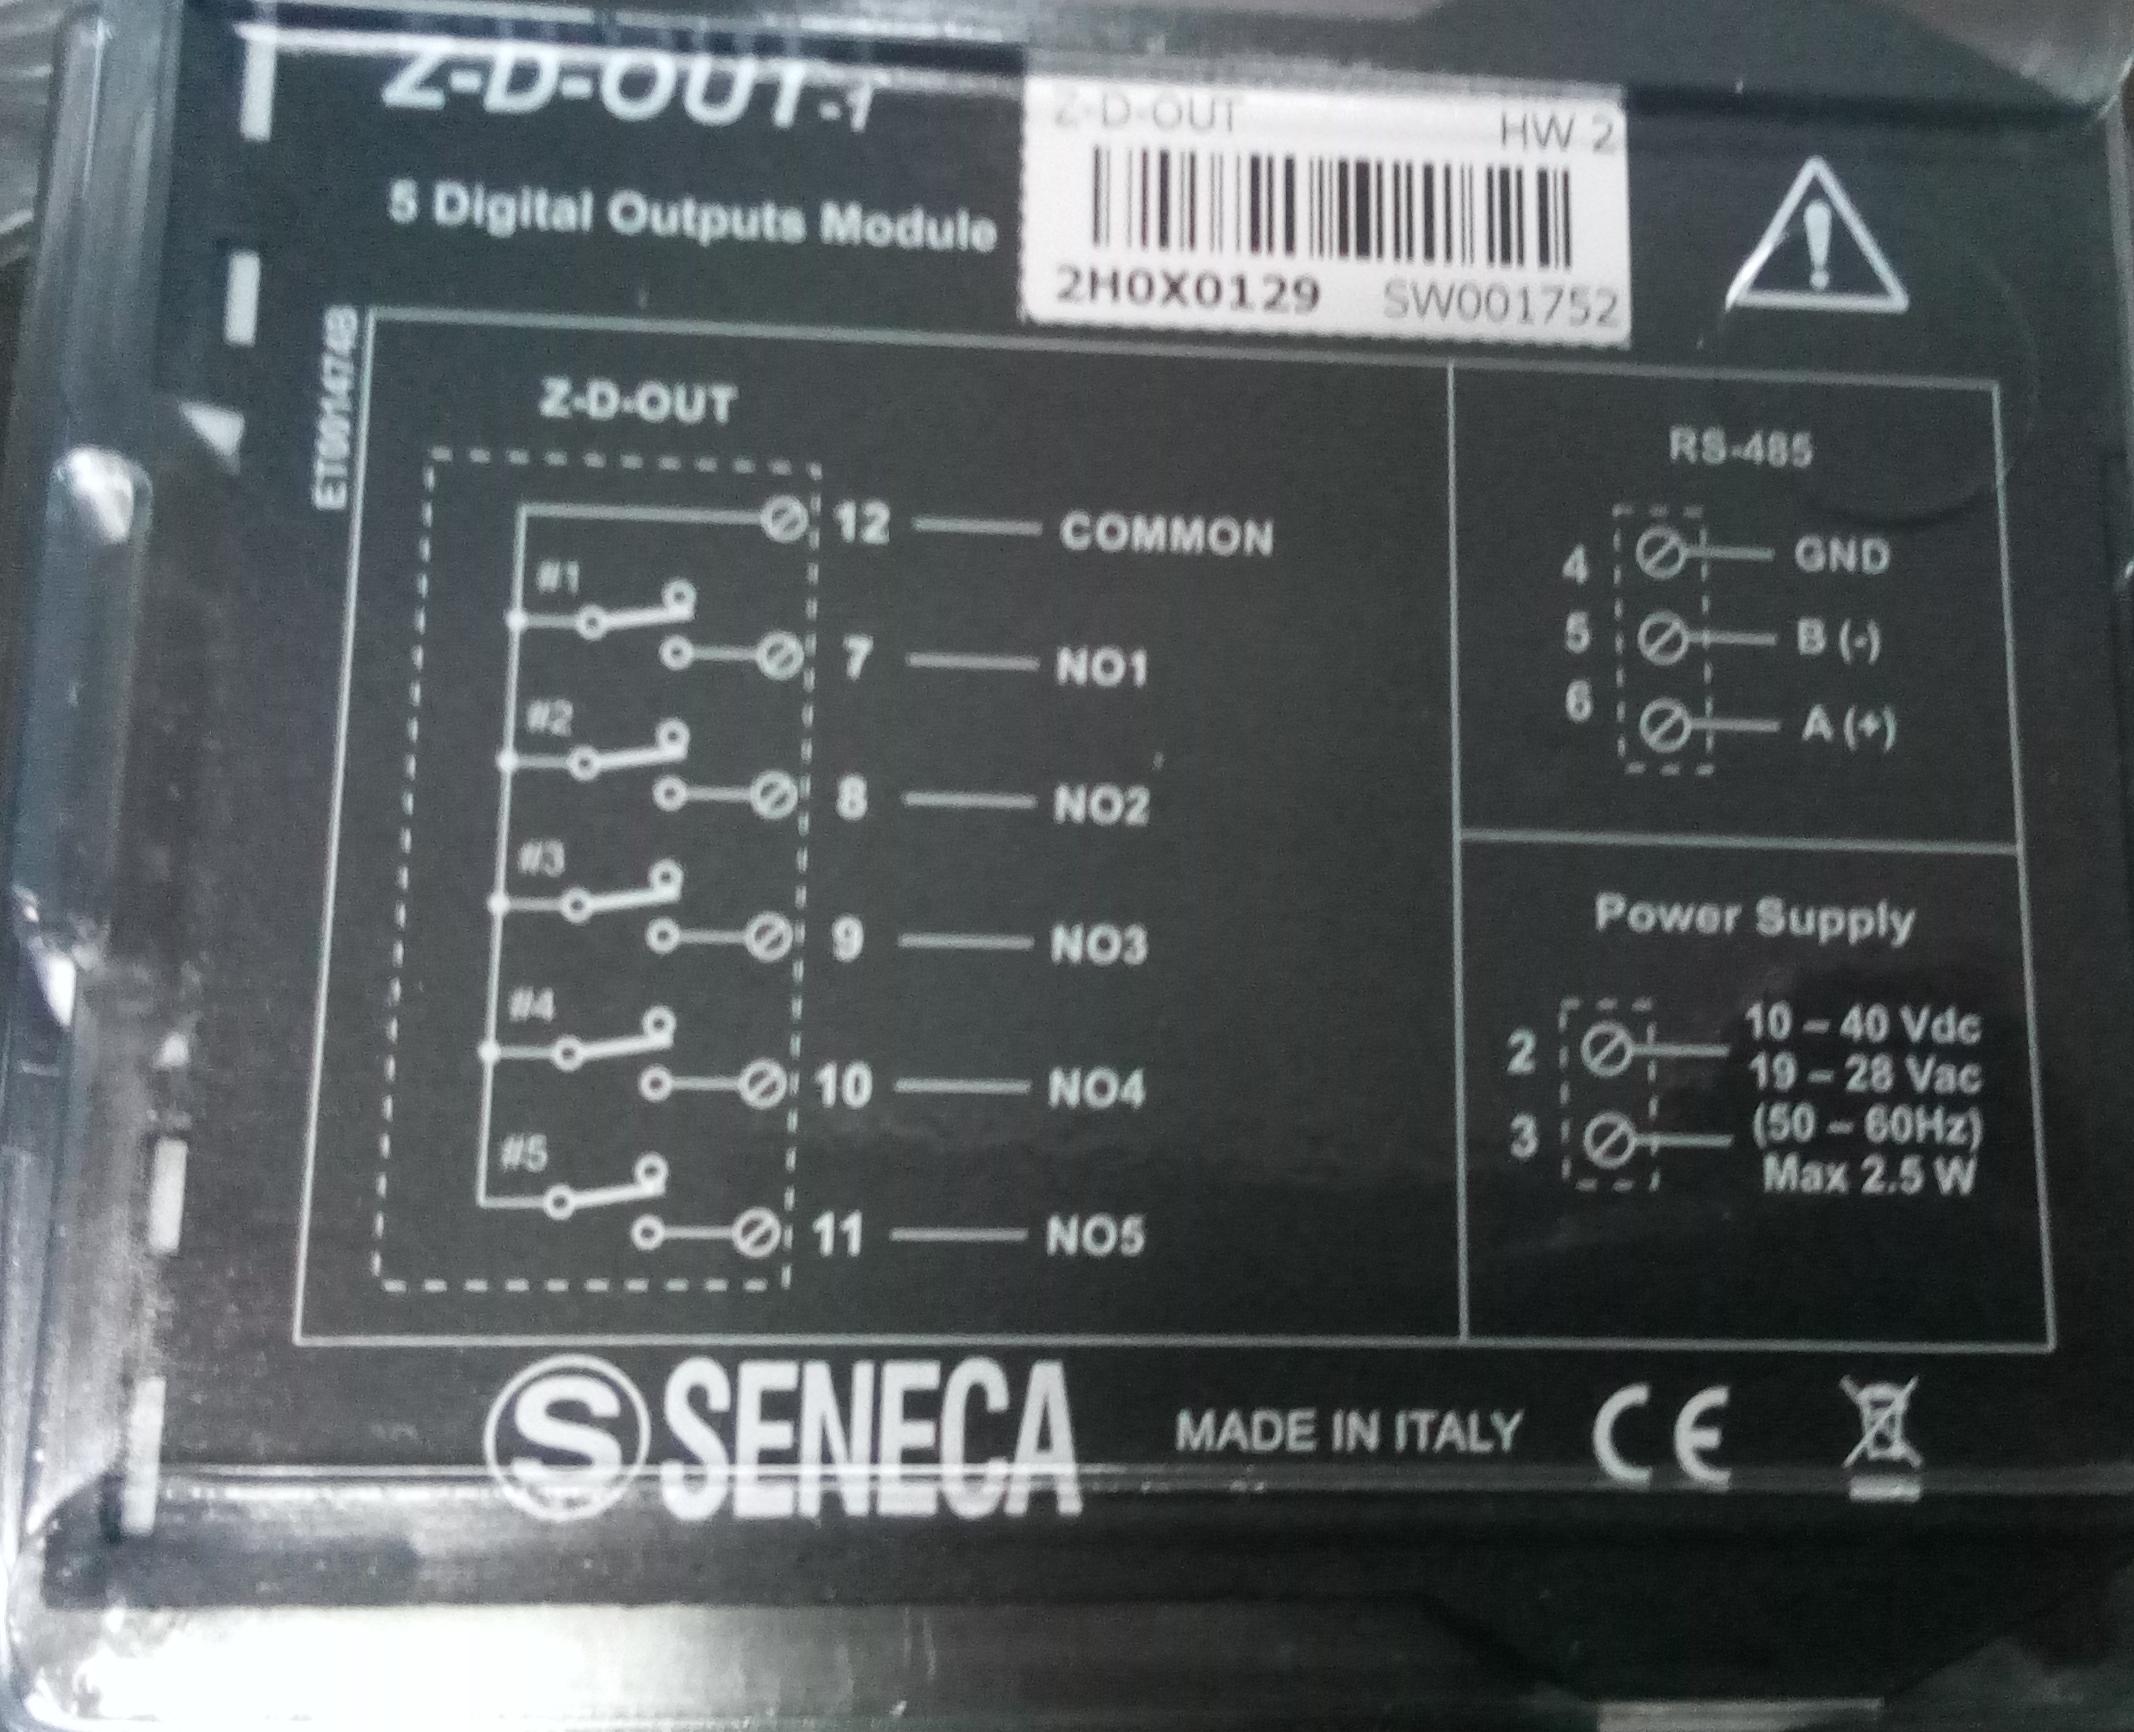 Z-D-OUT-1
Z-D-OUT HW 2
5 Digital Outputs Module
2H0X0129 SW001752
ET001474B
Z-D-OUT
12 COMMON
#1
7 NO1
#2
8 NO2
#3
9 NO3
#4
10 NO4
#5
11 NO5
RS-485
4 GND
5 B (-)
6 A (+)
Power Supply
2 10 – 40 Vdc
19 – 28 Vac
3 (50 – 60Hz)
Max 2.5 W
S SENECA
MADE IN ITALY CE